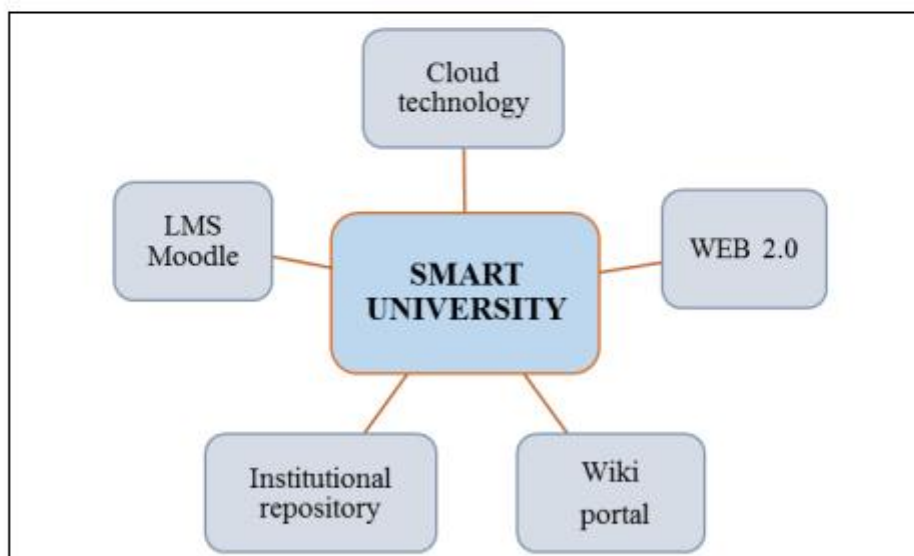 Cloud
technology
LMS
Moodle
WEB 2.0
SMART
UNIVERSITY
Institutional
repository
Wiki
portal